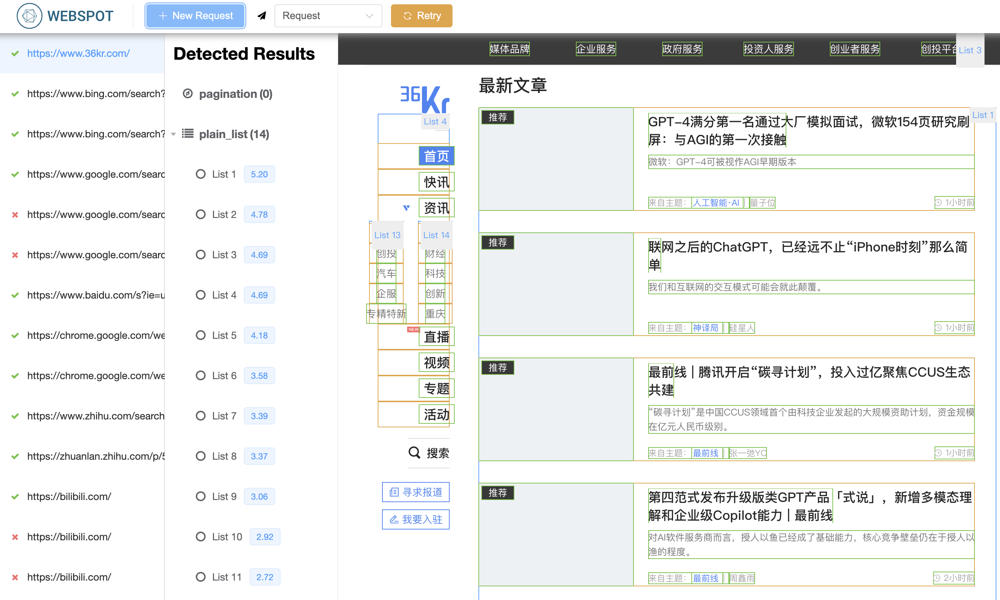 WEBSPOT
New Request
Request
Retry
https://www.36kr.com/
https://www.bing.com/search?
https://www.bing.com/search?
https://www.google.com/searc
https://www.google.com/searc
https://www.google.com/searc
https://www.baidu.com/s?ie=u
https://chrome.google.com/we
https://chrome.google.com/we
https://www.zhihu.com/search
https://zhuanlan.zhihu.com/p/5
https://bilibili.com/
https://bilibili.com/
https://bilibili.com/
Detected Results
pagination (0)
plain_list (14)
List 1 5.20
List 2 4.78
List 3 4.69
List 4 4.69
List 5 4.18
List 6 3.58
List 7 3.39
List 8 3.37
List 9 3.06
List 10 2.92
List 11 2.72
媒体品牌
企业服务
政府服务
投资人服务
创业者服务
创投平台
List 3
36Kr
List 4
首页
快讯
资讯
List 13
List 14
创投
财经
汽车
科技
企服
创新
专精特新
重庆
NEW
直播
视频
专题
活动
搜索
寻求报道
我要入驻
最新文章
List 1
推荐
GPT-4满分第一名通过大厂模拟面试，微软154页研究刷
屏：与AGI的第一次接触
微软：GPT-4可被视作AGI早期版本
来自主题：人工智能·AI | 量子位
1小时前
推荐
联网之后的ChatGPT，已经远不止“iPhone时刻”那么简
单
我们和互联网的交互模式可能会就此颠覆。
来自主题：神译局 | 硅星人
1小时前
推荐
最前线 | 腾讯开启“碳寻计划”，投入过亿聚焦CCUS生态
共建
“碳寻计划”是中国CCUS领域首个由科技企业发起的大规模资助计划，资金规模
在亿元人民币级别。
来自主题：最前线 | 张一弛YC
1小时前
推荐
第四范式发布升级版类GPT产品「式说」，新增多模态理
解和企业级Copilot能力 | 最前线
对AI软件服务商而言，授人以鱼已经成了基础能力，核心竞争壁垒仍在于授人以
渔的程度。
来自主题：最前线 | 周鑫雨
2小时前